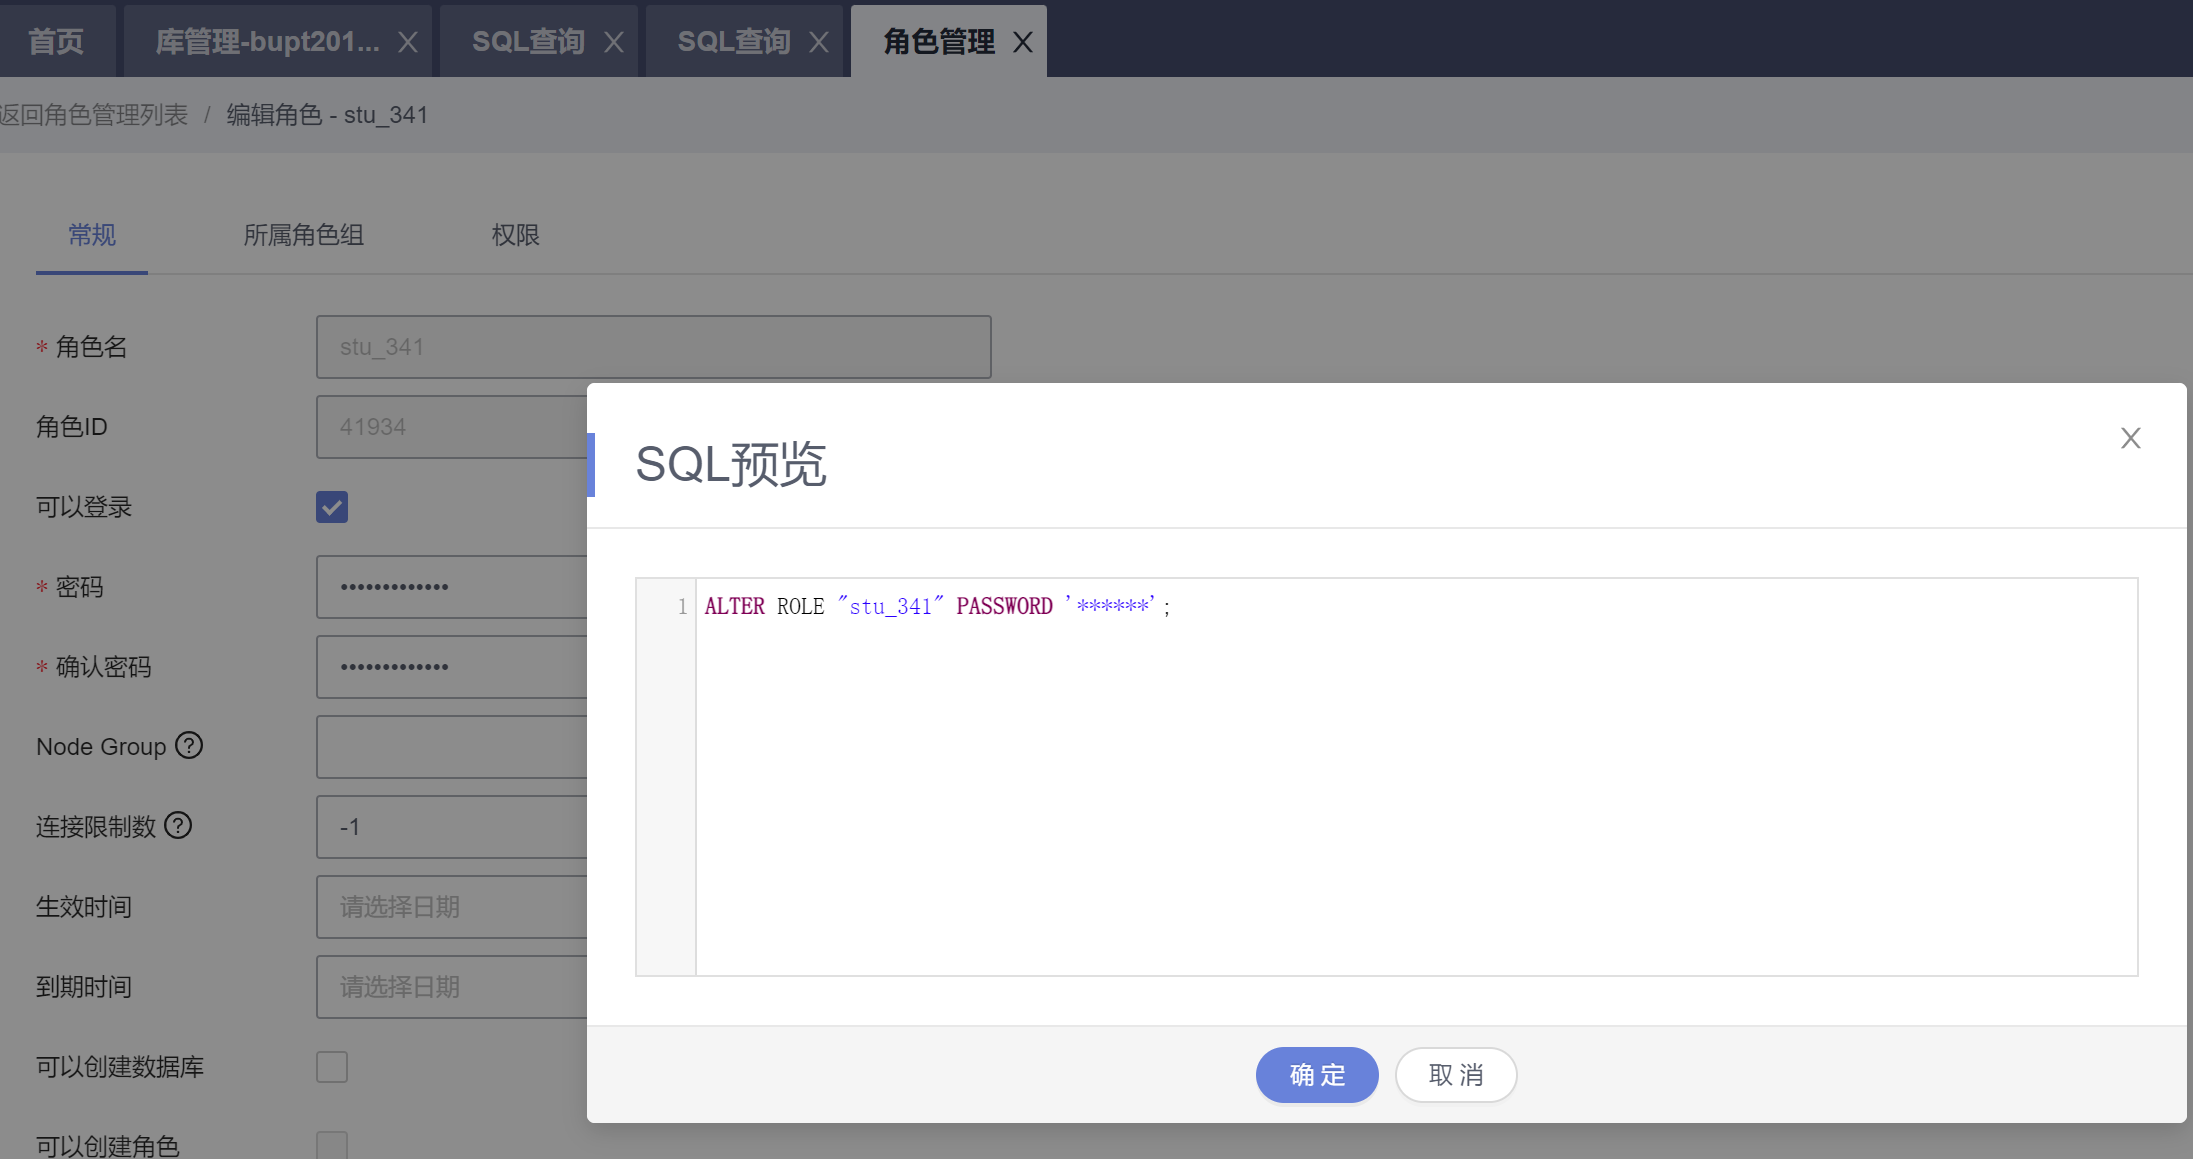 首页
库管理-bupt201...
SQL查询
SQL查询
角色管理
返回角色管理列表 / 编辑角色 - stu_341
常规
所属角色组
权限
* 角色名
stu_341
角色ID
41934
可以登录
* 密码
•••••••••••••
* 确认密码
•••••••••••••
Node Group ?
连接限制数 ?
-1
生效时间
请选择日期
到期时间
请选择日期
可以创建数据库
可以创建角色
SQL预览
1 ALTER ROLE "stu_341" PASSWORD '******';
确 定
取 消